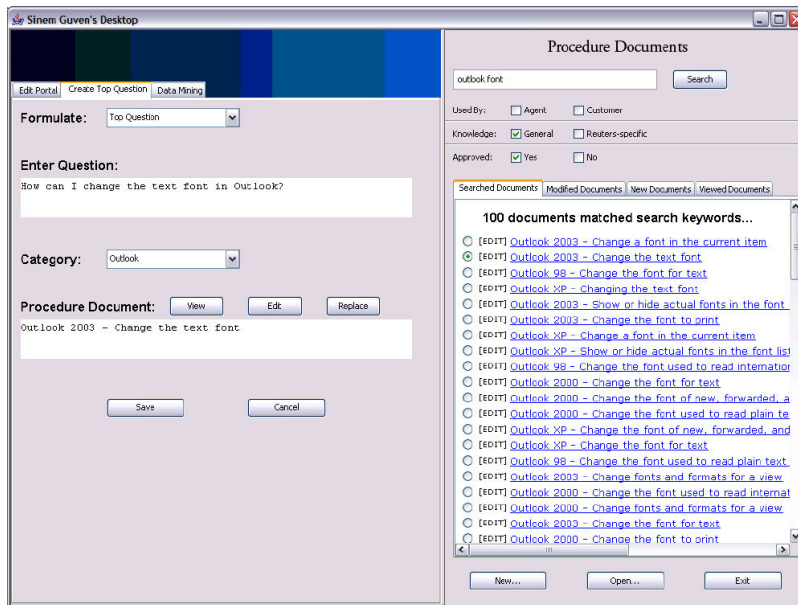 Sinem Guven's Desktop
Edit Portal Create Top Question Data Mining
Formulate: Top Question
Enter Question:
How can I change the text font in Outlook?
Category: Outlook
Procedure Document: View Edit Replace
Outlook 2003 - Change the text font
Save Cancel
Procedure Documents
outbok font Search
Used By: Agent Customer
Knowledge: General Reuters-specific
Approved: Yes No
Searched Documents Modified Documents New Documents Viewed Documents
100 documents matched search keywords...
[EDIT] Outlook 2003 - Change a font in the current item
[EDIT] Outlook 2003 - Change the text font
[EDIT] Outlook 98 - Change the font for text
[EDIT] Outlook XP - Changing the text font
[EDIT] Outlook 2003 - Show or hide actual fonts in the font
[EDIT] Outlook 2003 - Change the font to print
[EDIT] Outlook XP - Change a font in the current item
[EDIT] Outlook XP - Show or hide actual fonts in the font list
[EDIT] Outlook 98 - Change the font used to read internation
[EDIT] Outlook 2000 - Change the font for text
[EDIT] Outlook 2000 - Change the font of new, forwarded, a
[EDIT] Outlook 2000 - Change the font used to read plain te
[EDIT] Outlook XP - Change the font of new, forwarded, and
[EDIT] Outlook XP - Change the font for text
[EDIT] Outlook 98 - Change the font used to read plain text
[EDIT] Outlook 2003 - Change fonts and formats for a view
[EDIT] Outlook 2000 - Change the font used to read internat
[EDIT] Outlook 2000 - Change fonts and formats for a view
[EDIT] Outlook 2003 - Change the font for text
[EDIT] Outlook 2000 - Change the font to print
New... Open... Exit